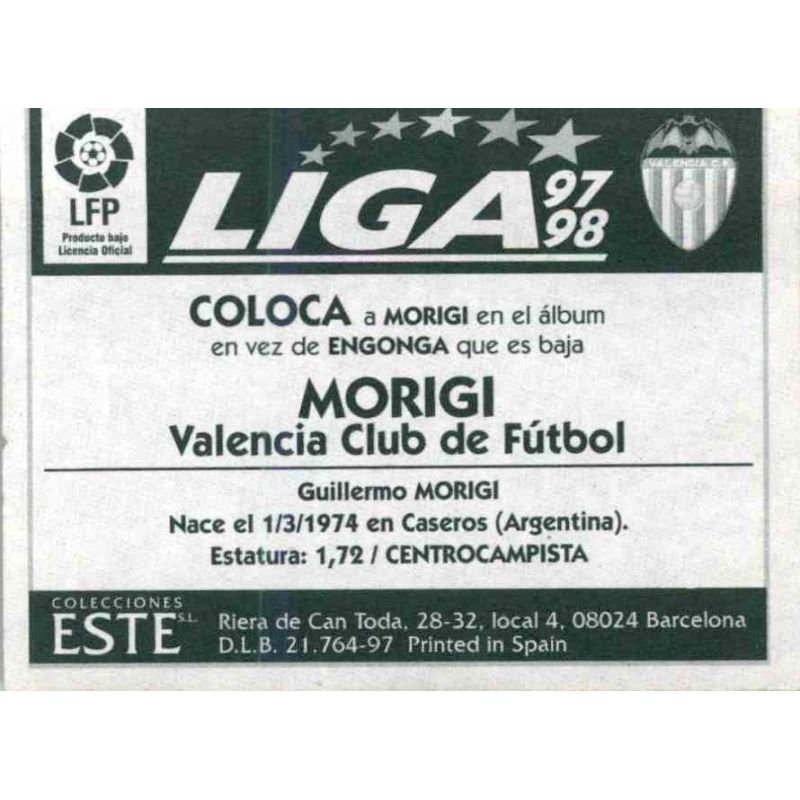 LFP
Producto bajo
Licencia Oficial
LIGA 97
98
VALENCIA C.F.
COLOCA a MORIGI en el álbum
en vez de ENGONGA que es baja
MORIGI
Valencia Club de Fútbol
Guillermo MORIGI
Nace el 1/3/1974 en Caseros (Argentina).
Estatura: 1,72 / CENTROCAMPISTA
COLECCIONES
ESTE S.L.
Riera de Can Toda, 28-32, local 4, 08024 Barcelona
D.L.B. 21.764-97 Printed in Spain